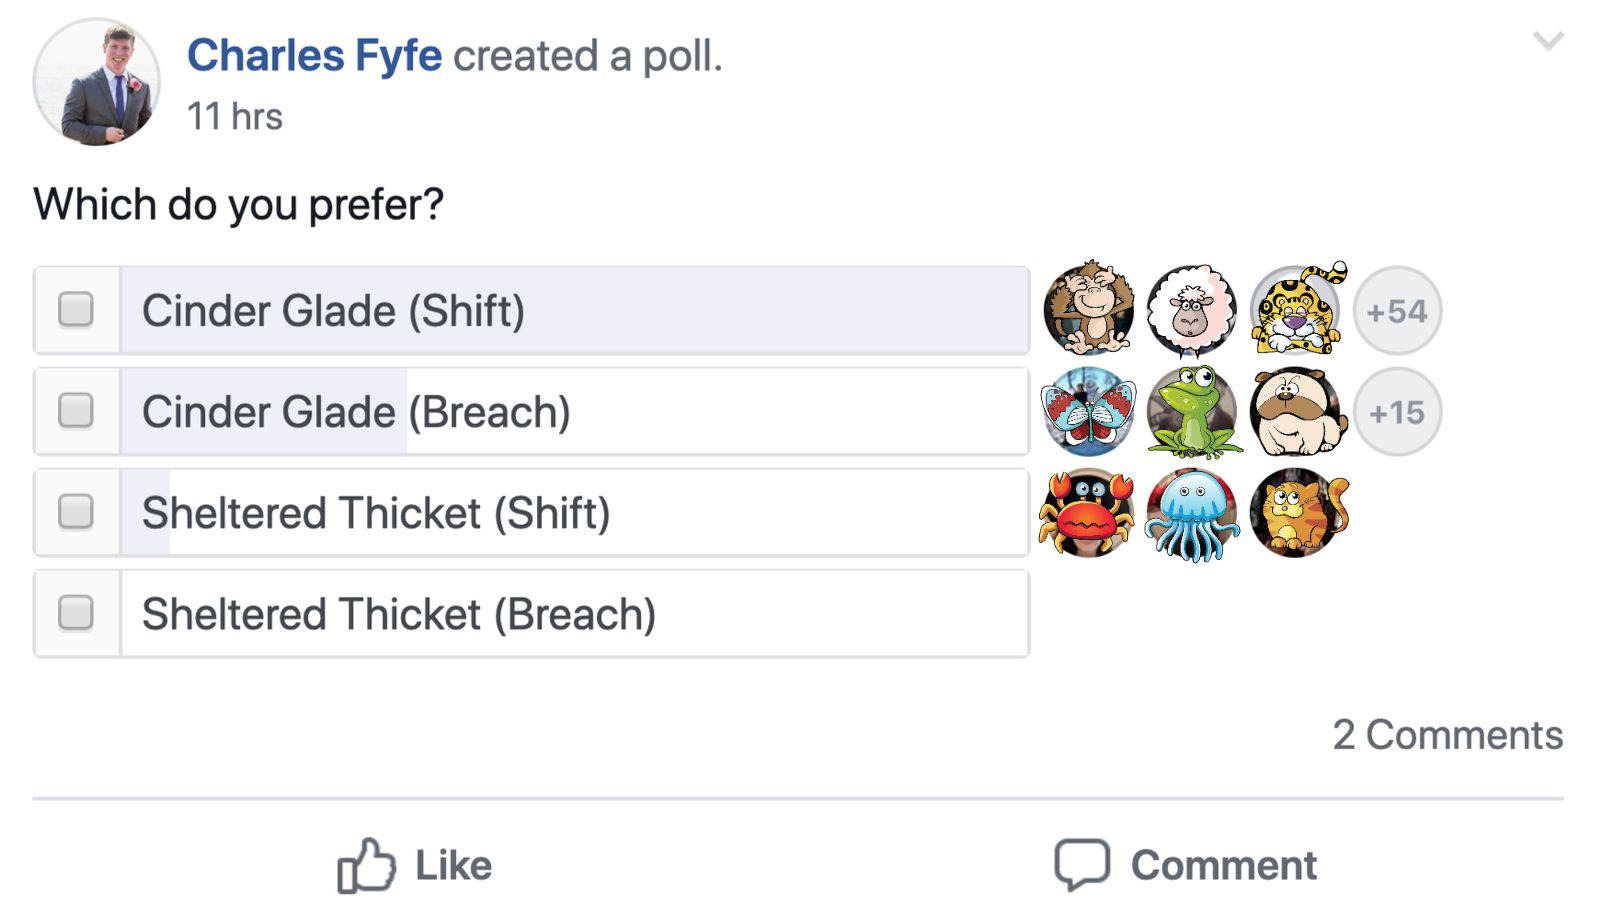 Charles Fyfe created a poll.
11 hrs
Which do you prefer?
Cinder Glade (Shift)
+54
Cinder Glade (Breach)
+15
Sheltered Thicket (Shift)
Sheltered Thicket (Breach)
2 Comments
Like
Comment